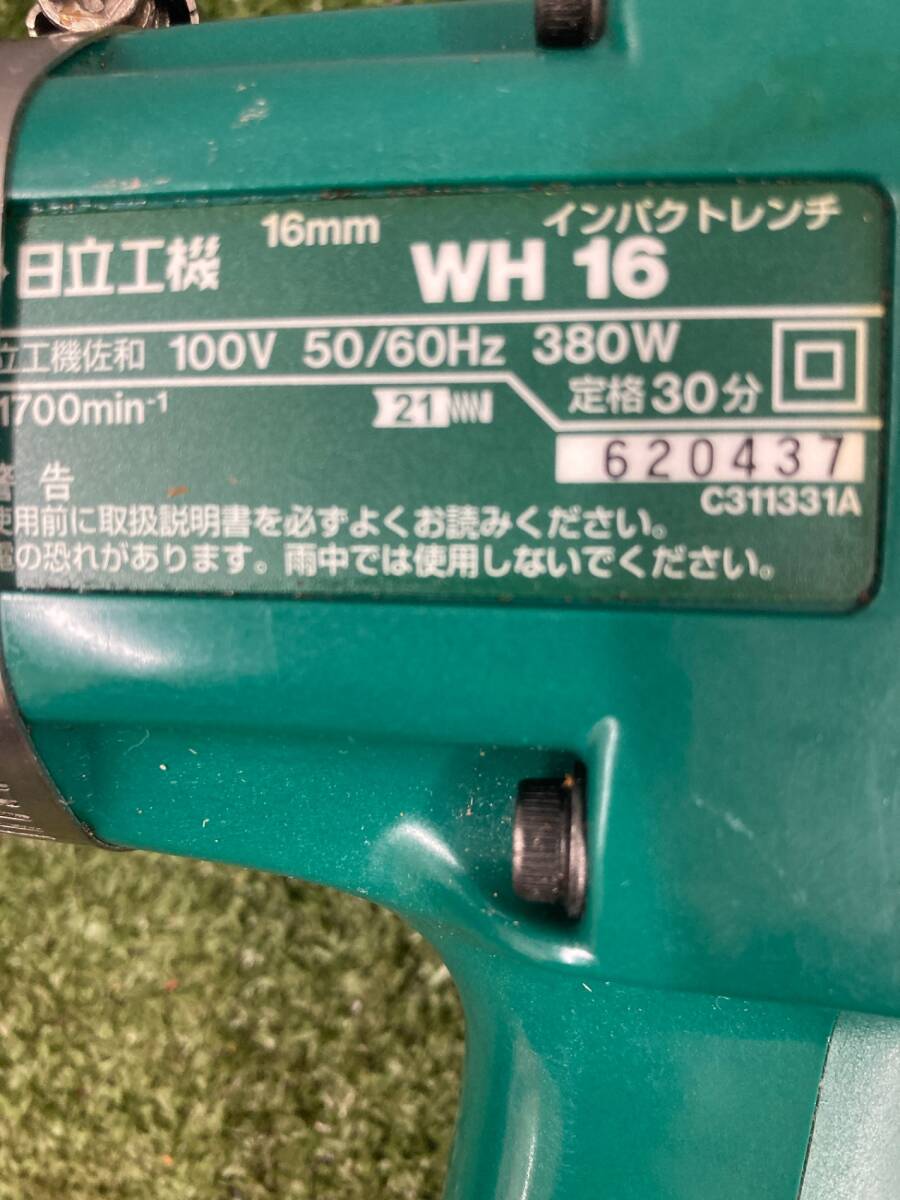 日立工機 16mm インパクトレンチ
WH 16
立工機佐和 100V 50/60Hz 380W
1700min-1 21 定格30分
620437
C311331A
警 告
使用前に取扱説明書を必ずよくお読みください。
電の恐れがあります。雨中では使用しないでください。